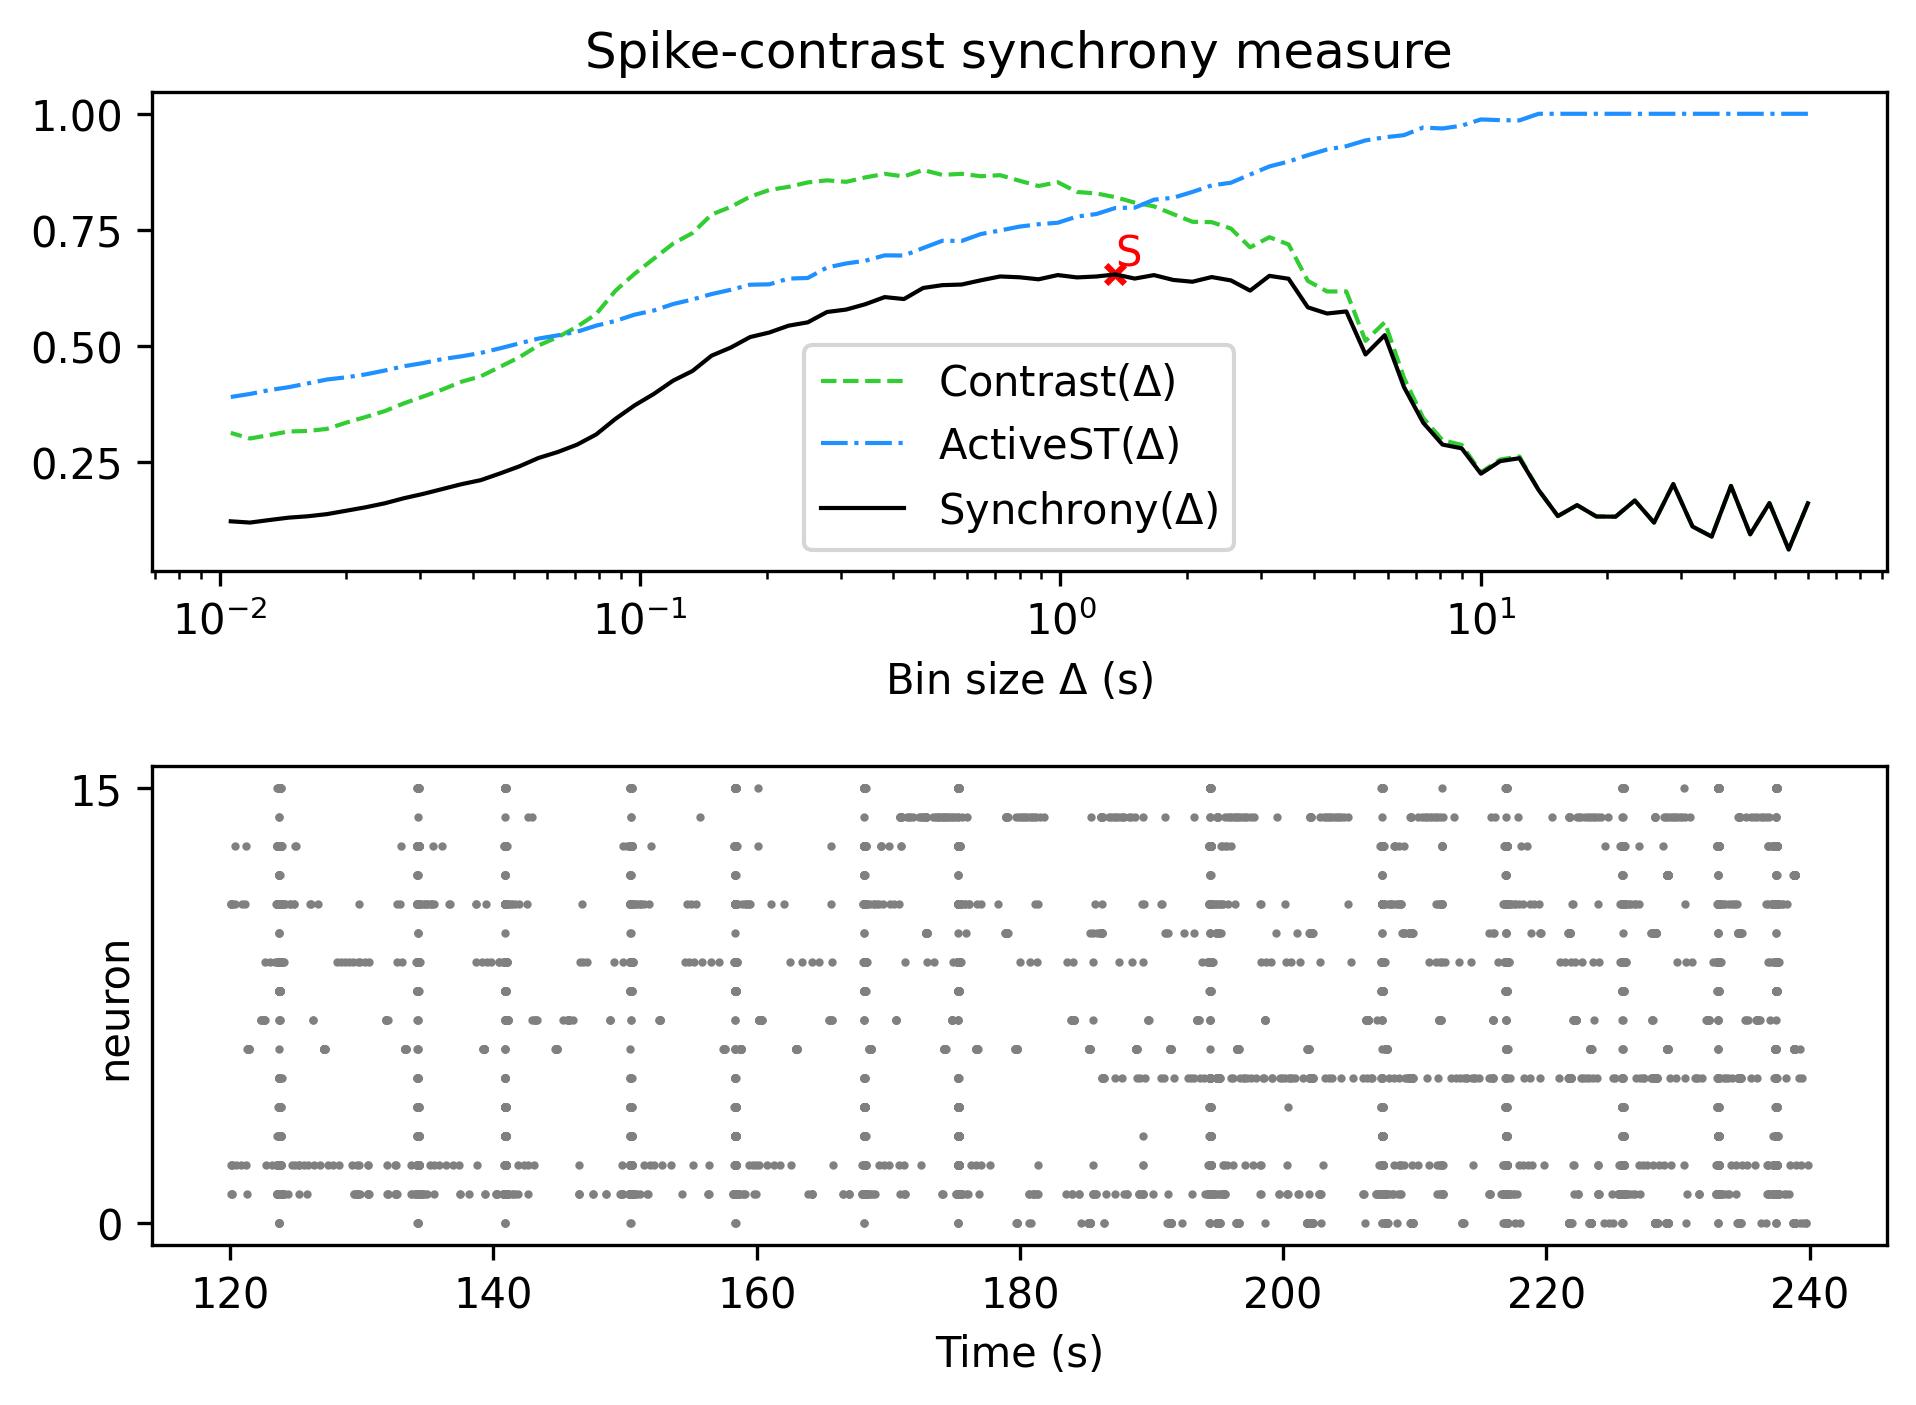 Spike-contrast synchrony measure
1.00
0.75
0.50
0.25
S
Contrast(Δ)
ActiveST(Δ)
Synchrony(Δ)
10⁻² 10⁻¹ 10⁰ 10¹
Bin size Δ (s)
15
neuron
0
120 140 160 180 200 220 240
Time (s)